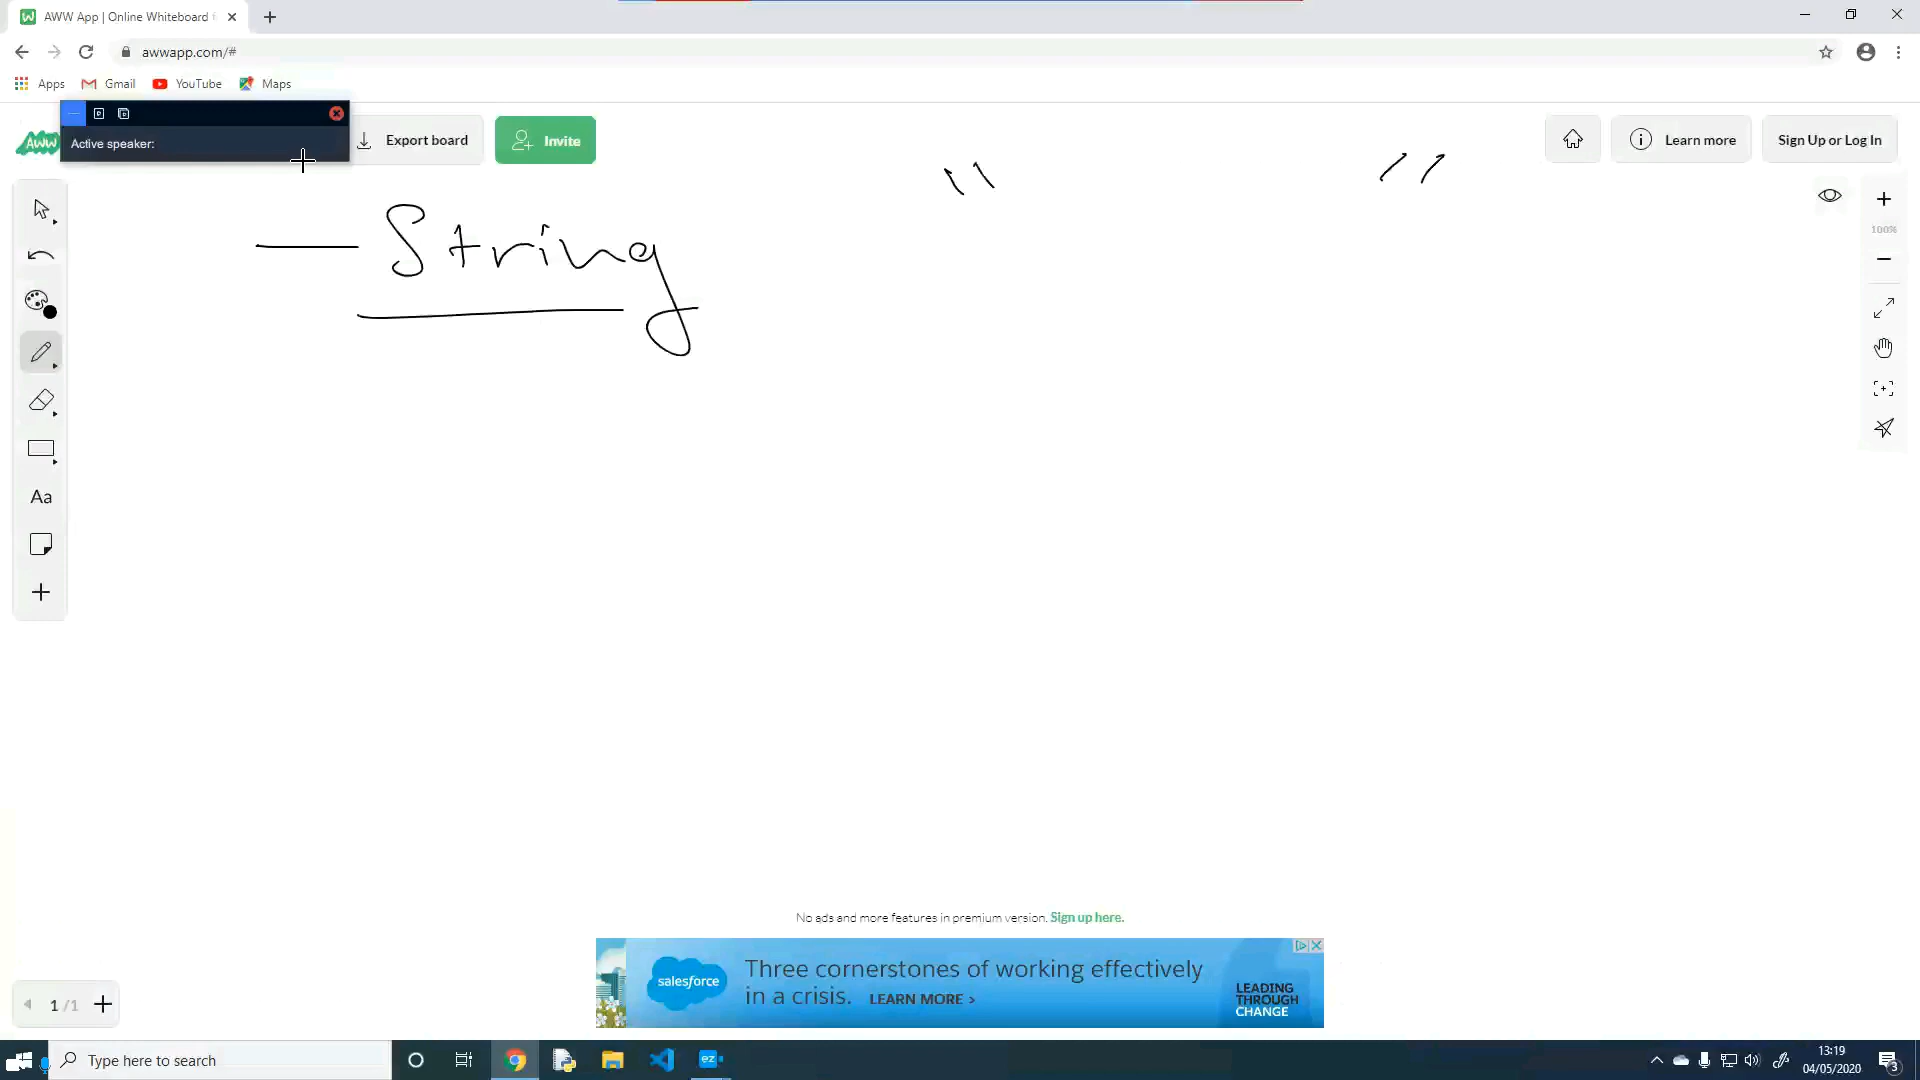 AWW App | Online Whiteboard
awwapp.com/#
Apps Gmail YouTube Maps
Active speaker:
AWW
Export board
Invite
Learn more
Sign Up or Log In
" "
— String
100%
Aa
No ads and more features in premium version. Sign up here.
salesforce
Three cornerstones of working effectively
in a crisis. LEARN MORE >
LEADING
THROUGH
CHANGE
1 /1
Type here to search
ez
13:19
04/05/2020
3